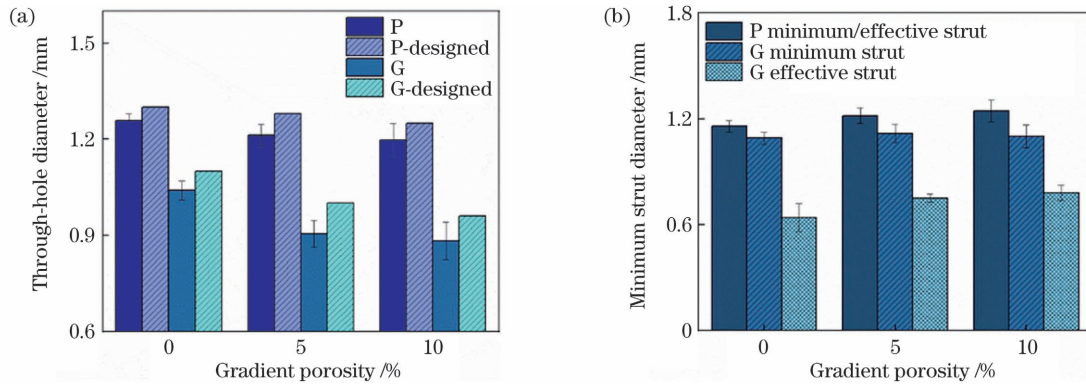 (a)
Through-hole diameter /mm
1.5
1.2
0.9
0.6
P
P-designed
G
G-designed
0
5
10
Gradient porosity /%
(b)
Minimum strut diameter /mm
1.8
1.2
0.6
0
P minimum/effective strut
G minimum strut
G effective strut
0
5
10
Gradient porosity /%